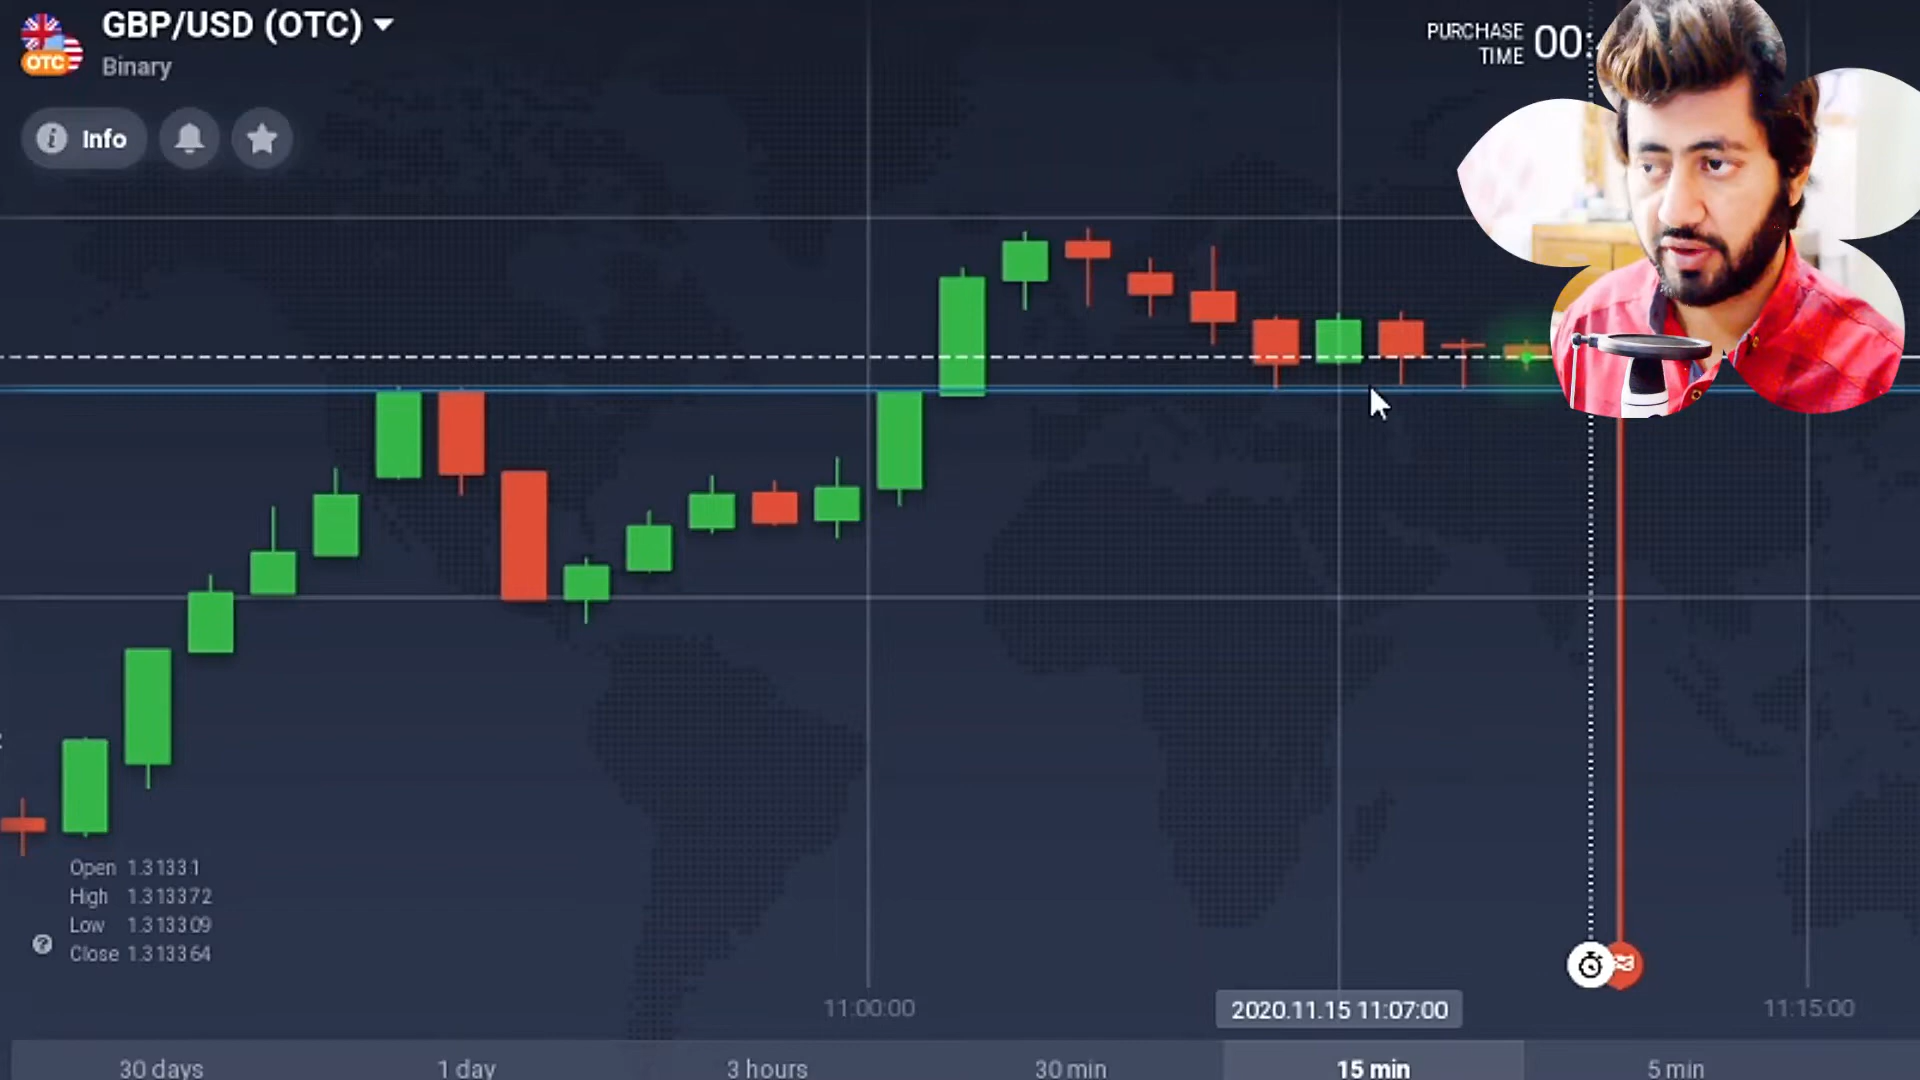 GBP/USD (OTC)
OTC
Binary
PURCHASE
TIME
00:
Info
Open 1.31331
High 1.313372
Low 1.313309
Close 1.313364
11:00:00
2020.11.15 11:07:00
11:15:00
30 days
1 day
3 hours
30 min
15 min
5 min